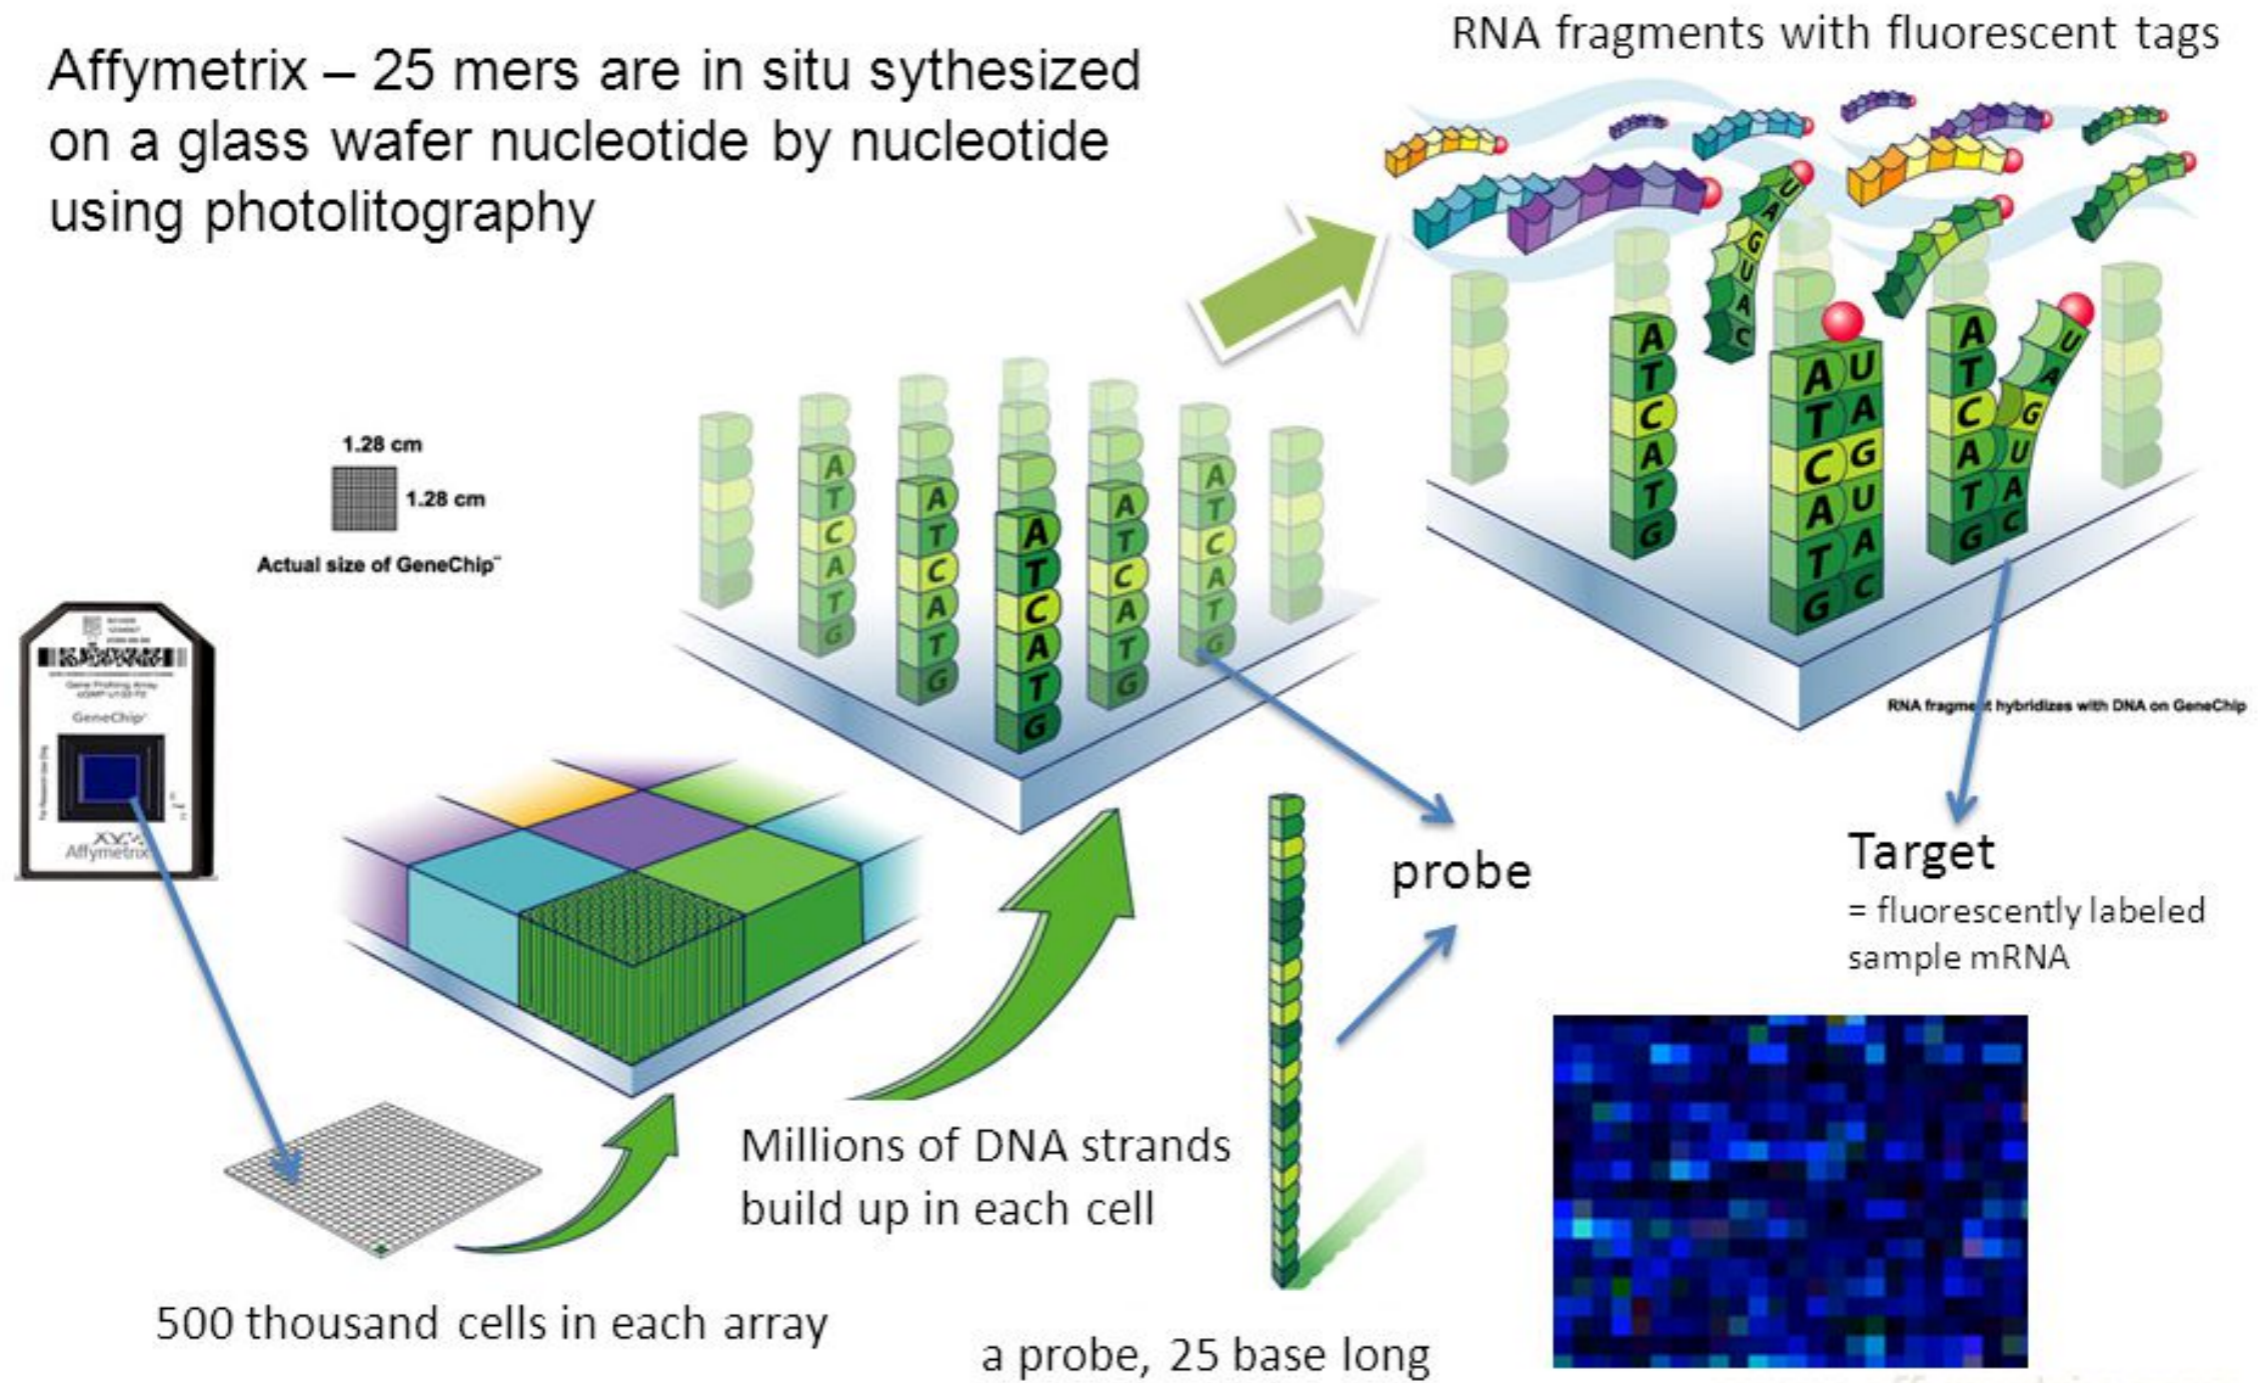 Affymetrix – 25 mers are in situ sythesized
on a glass wafer nucleotide by nucleotide
using photolitography
RNA fragments with fluorescent tags
1.28 cm
1.28 cm
Actual size of GeneChip™
GeneChip
Affymetrix
A
T
C
A
T
G
A
T
C
A
T
G
A
T
C
A
T
G
A
T
C
A
T
G
A
T
C
A
T
G
U
A
G
U
A
C
A
T
C
A
T
G
A U
T A
C G
A U
T A
G C
A
T
C
A
T
G
U
A
G
U
A
C
RNA fragment hybridizes with DNA on GeneChip
probe
Target
= fluorescently labeled
sample mRNA
Millions of DNA strands
build up in each cell
500 thousand cells in each array
a probe, 25 base long